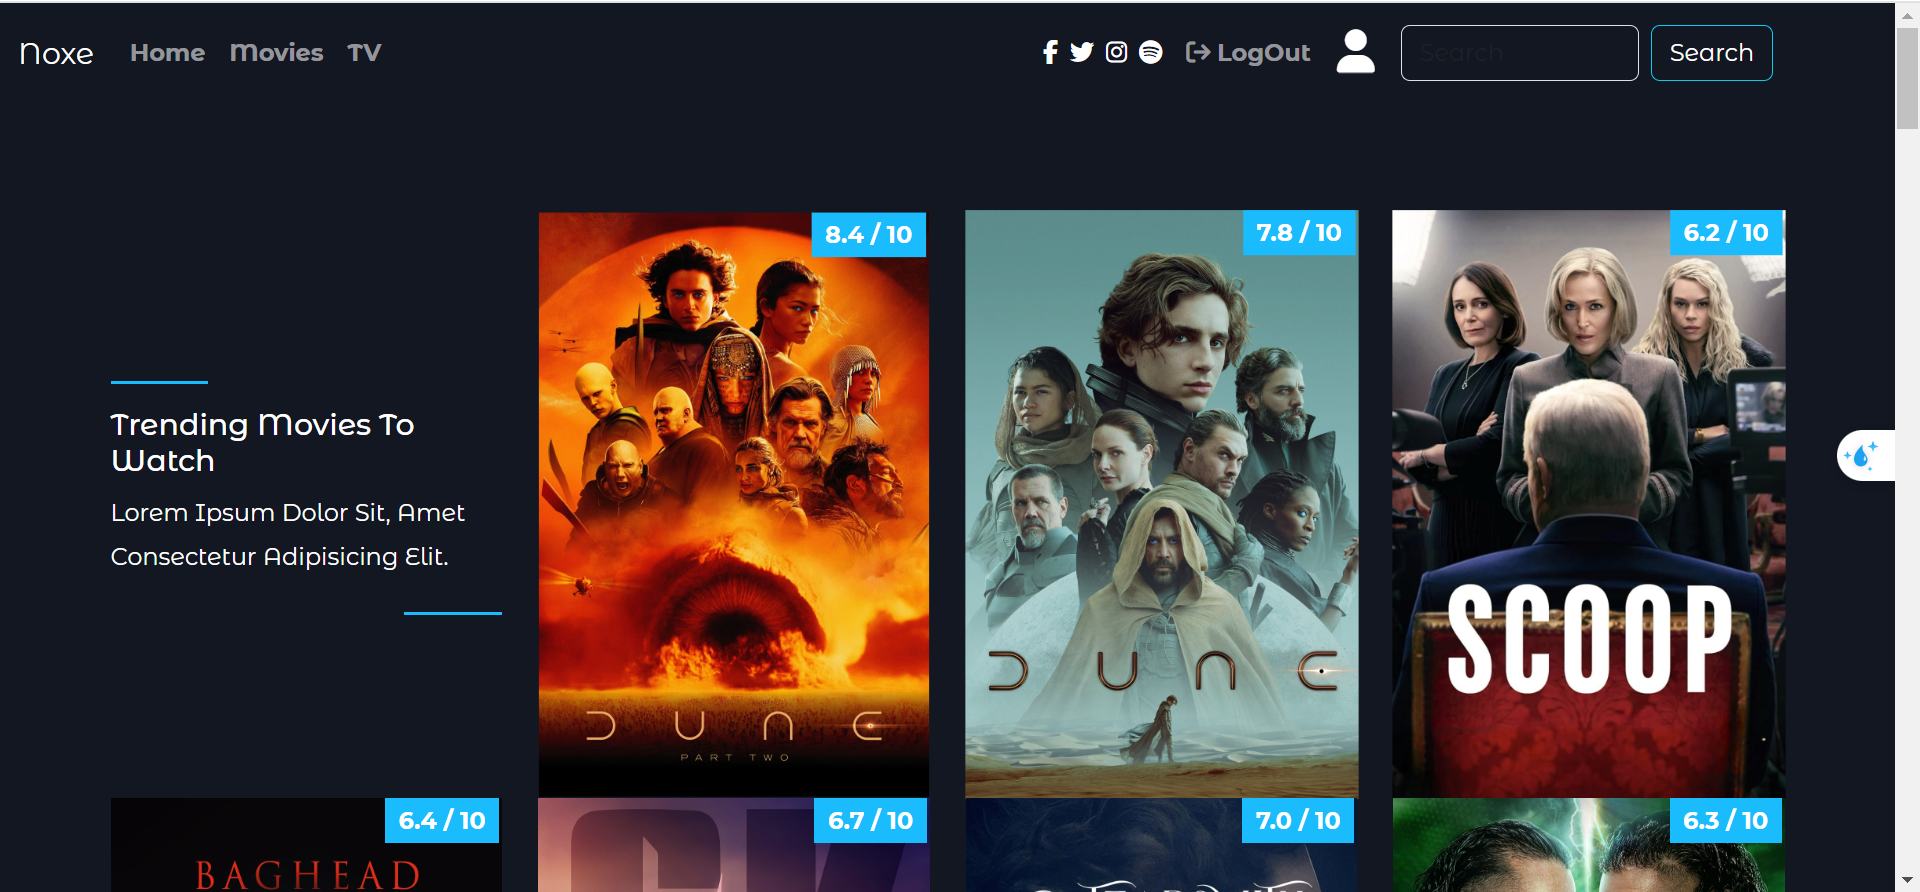 Noxe Home Movies TV LogOut Search Search
8.4 / 10
7.8 / 10
6.2 / 10
Trending Movies To
Watch
Lorem Ipsum Dolor Sit, Amet
Consectetur Adipisicing Elit.
DUNE
PART TWO
DUNE
SCOOP
6.4 / 10
6.7 / 10
7.0 / 10
6.3 / 10
BAGHEAD